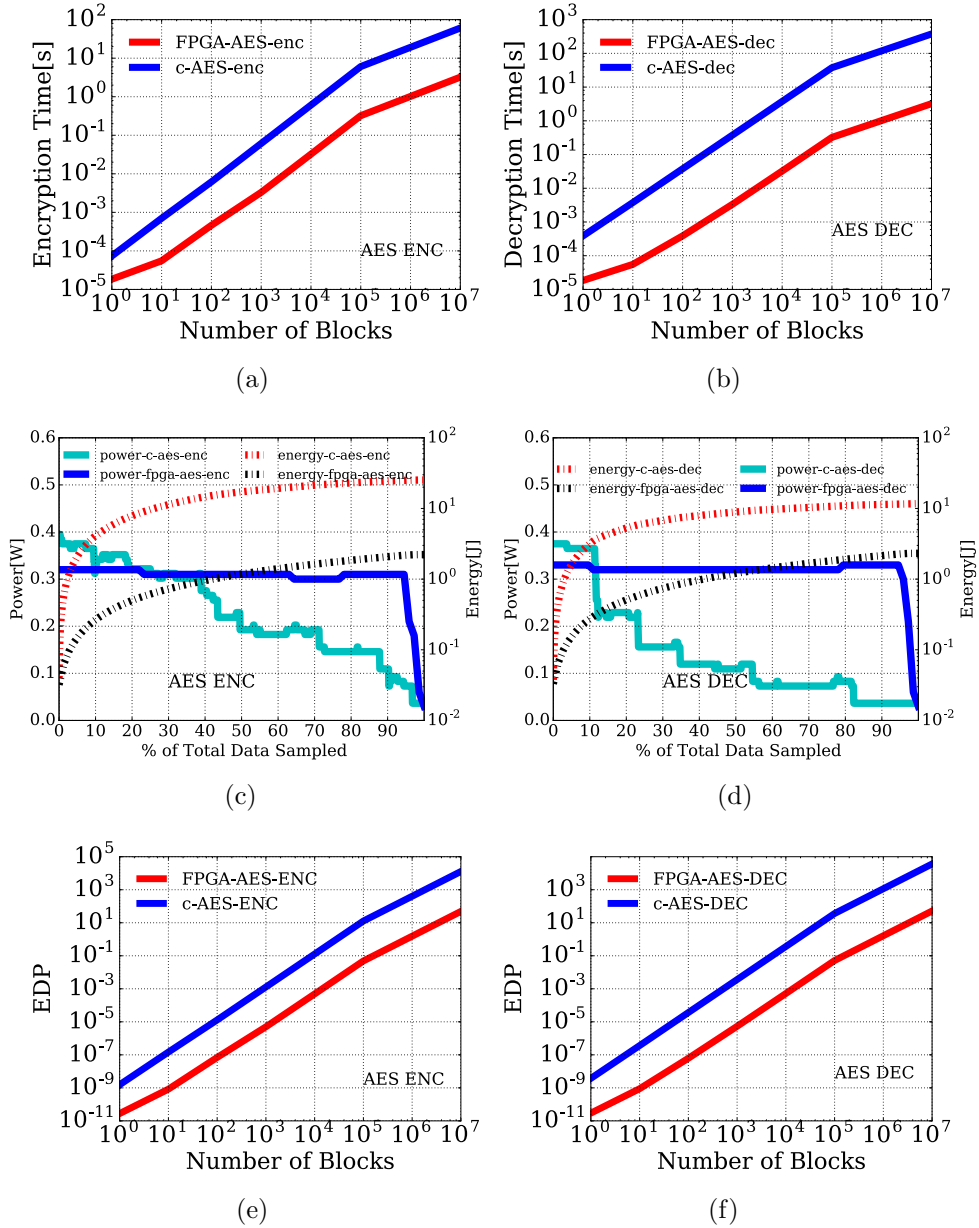 10^2
10^1
10^0
10^-1
10^-2
10^-3
10^-4
10^-5
Encryption Time[s]
FPGA-AES-enc
c-AES-enc
AES ENC
10^0 10^1 10^2 10^3 10^4 10^5 10^6 10^7
Number of Blocks
(a)
10^3
10^2
10^1
10^0
10^-1
10^-2
10^-3
10^-4
10^-5
Decryption Time[s]
FPGA-AES-dec
c-AES-dec
AES DEC
10^0 10^1 10^2 10^3 10^4 10^5 10^6 10^7
Number of Blocks
(b)
0.6
0.5
0.4
0.3
0.2
0.1
0.0
Power[W]
power-c-aes-enc
power-fpga-aes-enc
energy-c-aes-enc
energy-fpga-aes-enc
AES ENC
10^2
10^1
10^0
10^-1
10^-2
Energy[J]
0 10 20 30 40 50 60 70 80 90
% of Total Data Sampled
(c)
0.6
0.5
0.4
0.3
0.2
0.1
0.0
Power[W]
energy-c-aes-dec
energy-fpga-aes-dec
power-c-aes-dec
power-fpga-aes-dec
AES DEC
10^2
10^1
10^0
10^-1
10^-2
Energy[J]
0 10 20 30 40 50 60 70 80 90
% of Total Data Sampled
(d)
10^5
10^3
10^1
10^-1
10^-3
10^-5
10^-7
10^-9
10^-11
EDP
FPGA-AES-ENC
c-AES-ENC
AES ENC
10^0 10^1 10^2 10^3 10^4 10^5 10^6 10^7
Number of Blocks
(e)
10^3
10^1
10^-1
10^-3
10^-5
10^-7
10^-9
10^-11
EDP
FPGA-AES-DEC
c-AES-DEC
AES DEC
10^0 10^1 10^2 10^3 10^4 10^5 10^6 10^7
Number of Blocks
(f)